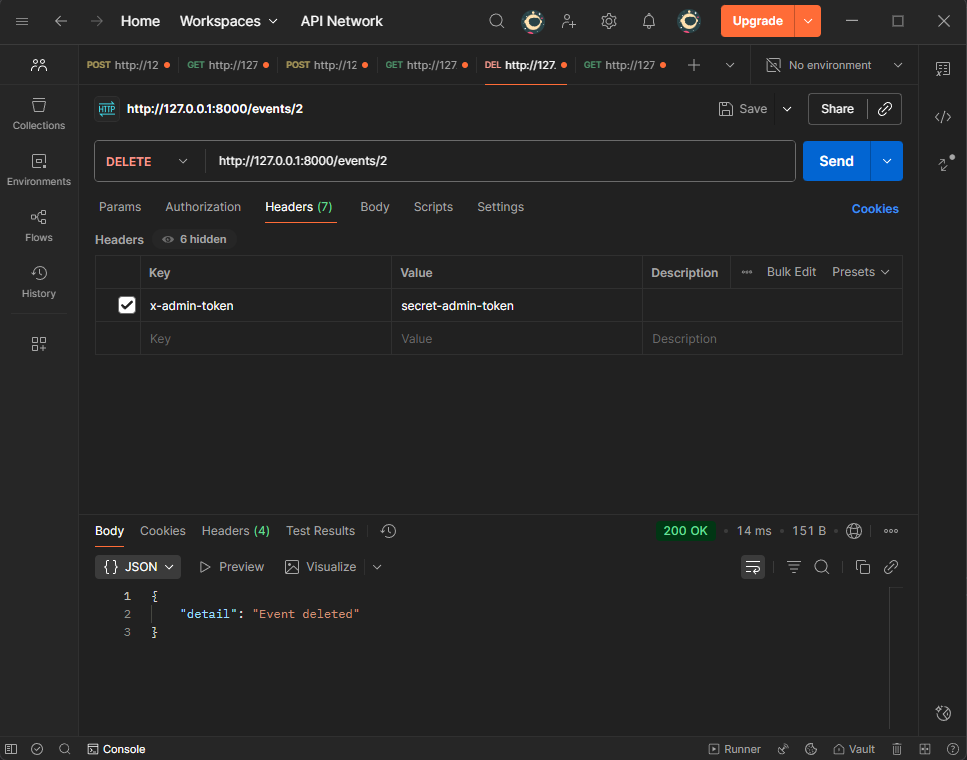 Home Workspaces API Network Upgrade
POST http://12 GET http://127 POST http://12 GET http://127 DEL http://127. GET http://127 No environment
HTTP http://127.0.0.1:8000/events/2 Save Share
Collections
Environments
Flows
History
DELETE http://127.0.0.1:8000/events/2 Send
Params Authorization Headers (7) Body Scripts Settings Cookies
Headers 6 hidden
Key Value Description Bulk Edit Presets
x-admin-token secret-admin-token
Key Value Description
Body Cookies Headers (4) Test Results 200 OK 14 ms 151 B
{} JSON Preview Visualize
1 {
2 "detail": "Event deleted"
3 }
Console Runner Vault